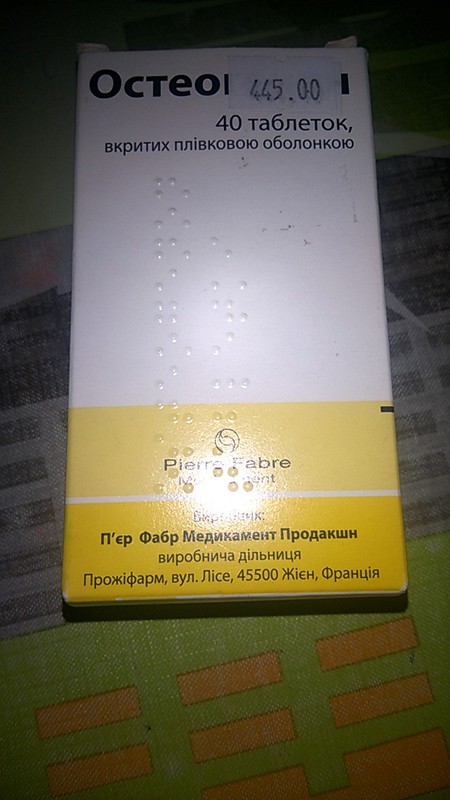 445.00
40 таблеток,
вкритих плівковою оболонкою
Pierre Fabre
Виробник:
П'єр Фабр Медикамент Продакшн
виробнича дільниця
Прожіфарм, вул. Лісе, 45500 Жієн, Франція